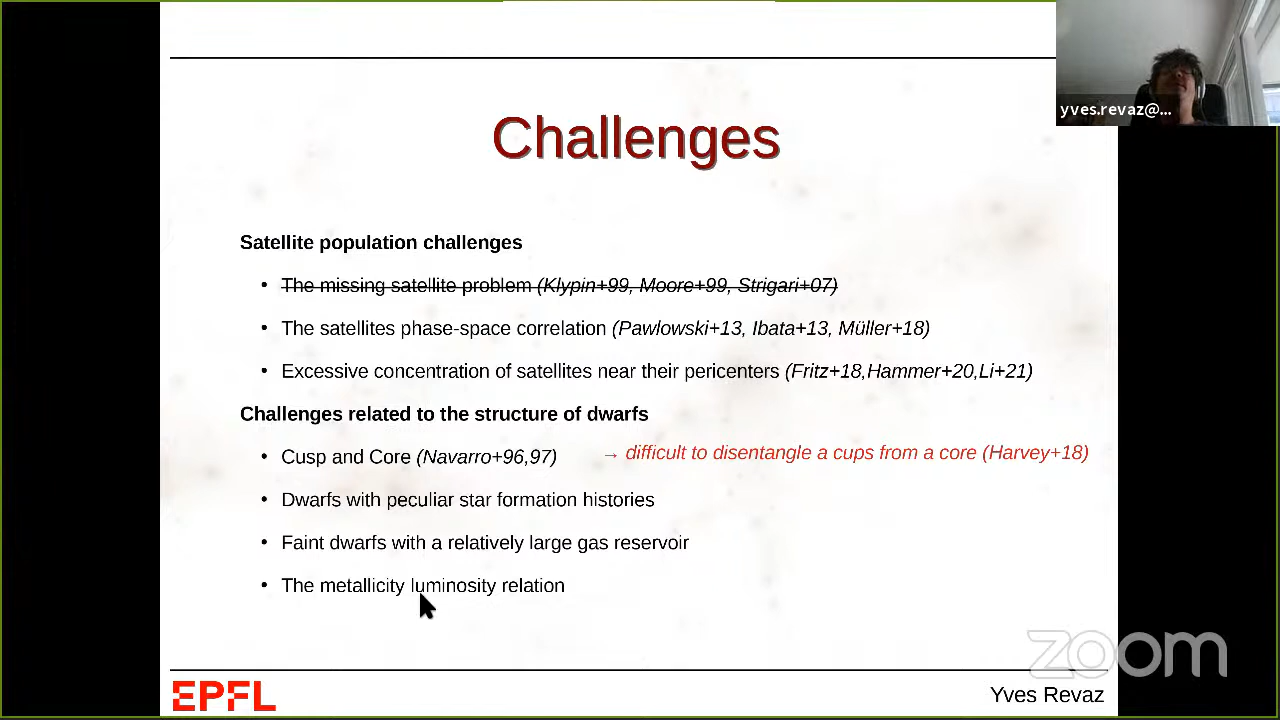 yves.revaz@...
Challenges
Satellite population challenges
• The missing satellite problem (Klypin+99, Moore+99, Strigari+07)
• The satellites phase-space correlation (Pawlowski+13, Ibata+13, Müller+18)
• Excessive concentration of satellites near their pericenters (Fritz+18,Hammer+20,Li+21)
Challenges related to the structure of dwarfs
• Cusp and Core (Navarro+96,97) → difficult to disentangle a cups from a core (Harvey+18)
• Dwarfs with peculiar star formation histories
• Faint dwarfs with a relatively large gas reservoir
• The metallicity luminosity relation
zoom
EPFL
Yves Revaz